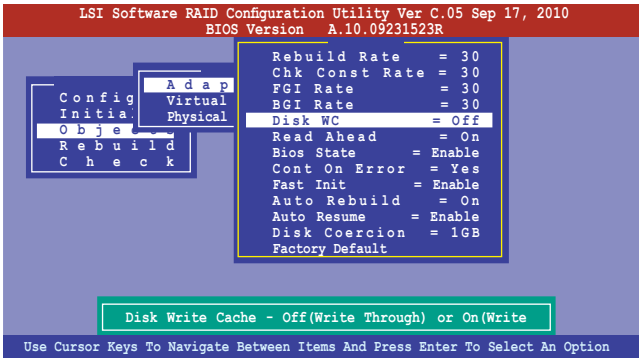 LSI Software RAID Configuration Utility Ver C.05 Sep 17, 2010
BIOS Version A.10.09231523R
Config
Initia
Objects
Rebuild
Check
Adap
Virtual
Physical
Rebuild Rate = 30
Chk Const Rate = 30
FGI Rate = 30
BGI Rate = 30
Disk WC = Off
Read Ahead = On
Bios State = Enable
Cont On Error = Yes
Fast Init = Enable
Auto Rebuild = On
Auto Resume = Enable
Disk Coercion = 1GB
Factory Default
Disk Write Cache - Off(Write Through) or On(Write
Use Cursor Keys To Navigate Between Items And Press Enter To Select An Option